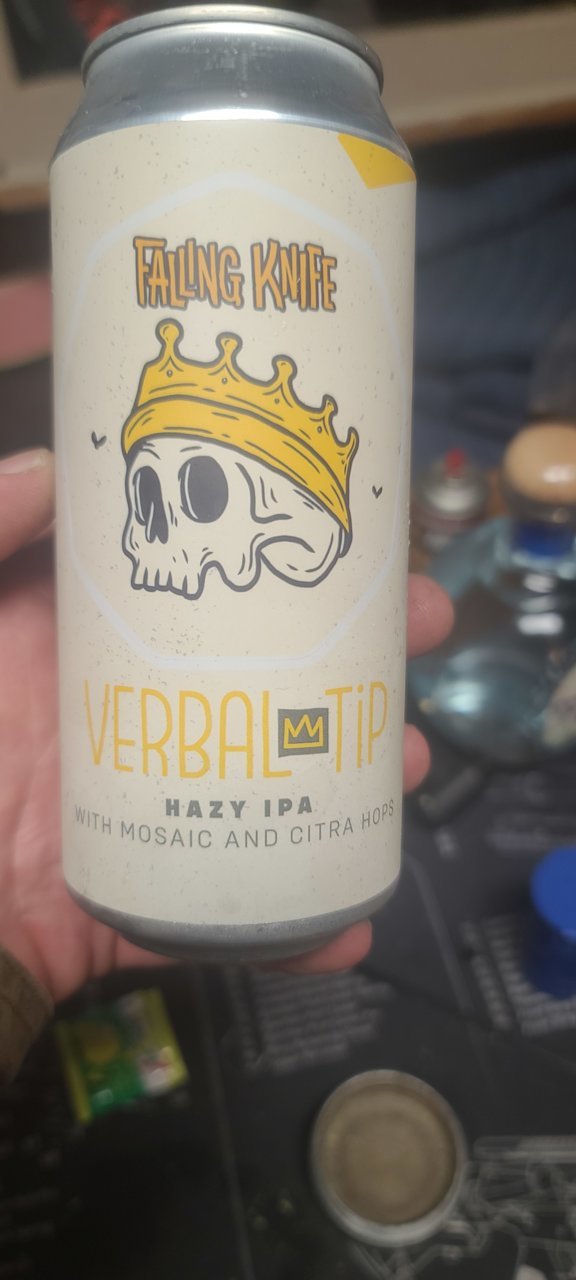 FALLING KNIFE
VERBAL TiP
HAZY IPA
WITH MOSAIC AND CITRA HOPS